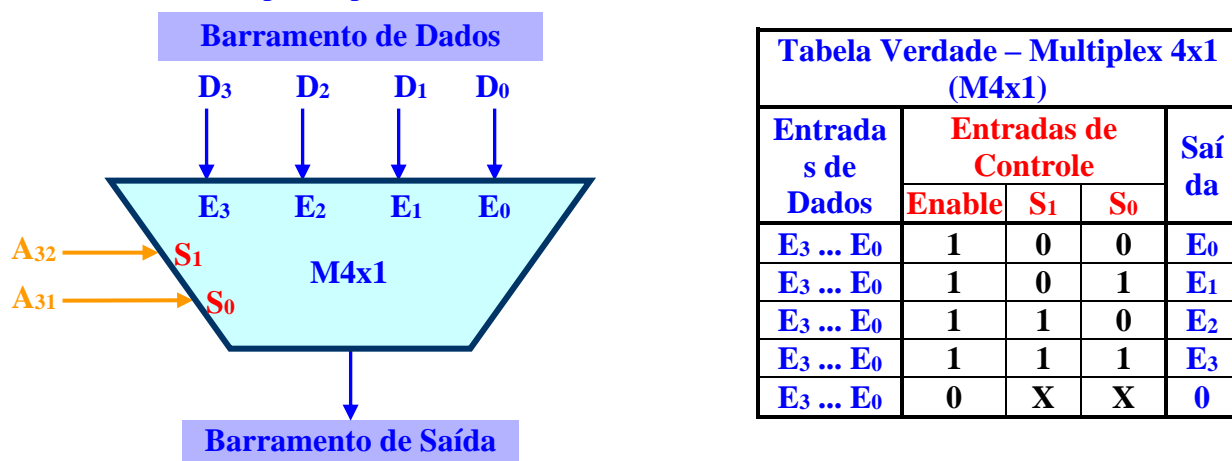 Barramento de Dados
D3 D2 D1 D0
E3 E2 E1 E0
A32 S1
M4x1
A31 S0
Barramento de Saída
Tabela Verdade – Multiplex 4x1
(M4x1)
Entrada
s de
Dados
Entradas de
Controle
Saí
da
Enable S1 S0
E3 ... E0 1 0 0 E0
E3 ... E0 1 0 1 E1
E3 ... E0 1 1 0 E2
E3 ... E0 1 1 1 E3
E3 ... E0 0 X X 0